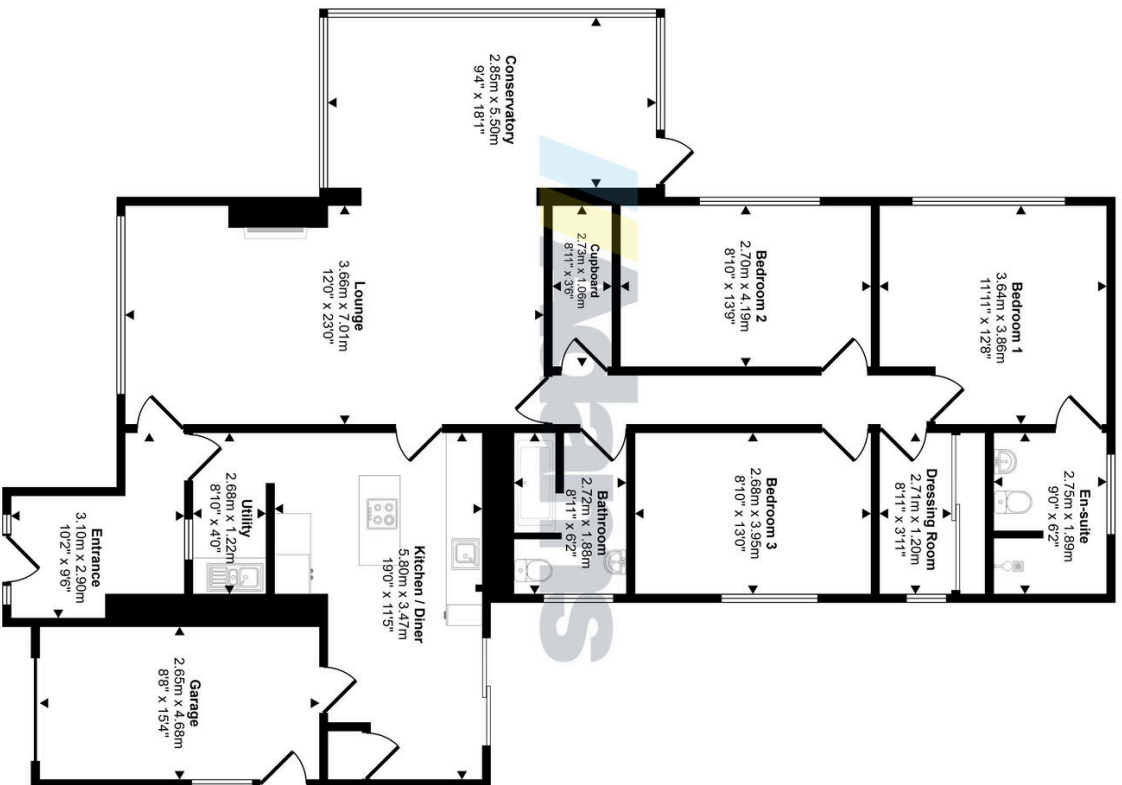 Conservatory
2.85m x 5.50m
9'4" x 18'1"
Cupboard
2.73m x 1.06m
8'11" x 3'6"
Bedroom 2
2.70m x 4.19m
8'10" x 13'9"
Bedroom 1
3.64m x 3.86m
11'11" x 12'8"
Lounge
3.66m x 7.01m
12'0" x 23'0"
Utility
2.68m x 1.22m
8'10" x 4'0"
Bathroom
2.72m x 1.88m
8'11" x 6'2"
Bedroom 3
2.68m x 3.95m
8'10" x 13'0"
Dressing Room
2.71m x 1.20m
8'11" x 3'11"
En-suite
2.75m x 1.89m
9'0" x 6'2"
Entrance
3.10m x 2.90m
10'2" x 9'6"
Kitchen / Diner
5.80m x 3.47m
19'0" x 11'5"
Garage
2.65m x 4.68m
8'8" x 15'4"
Adams